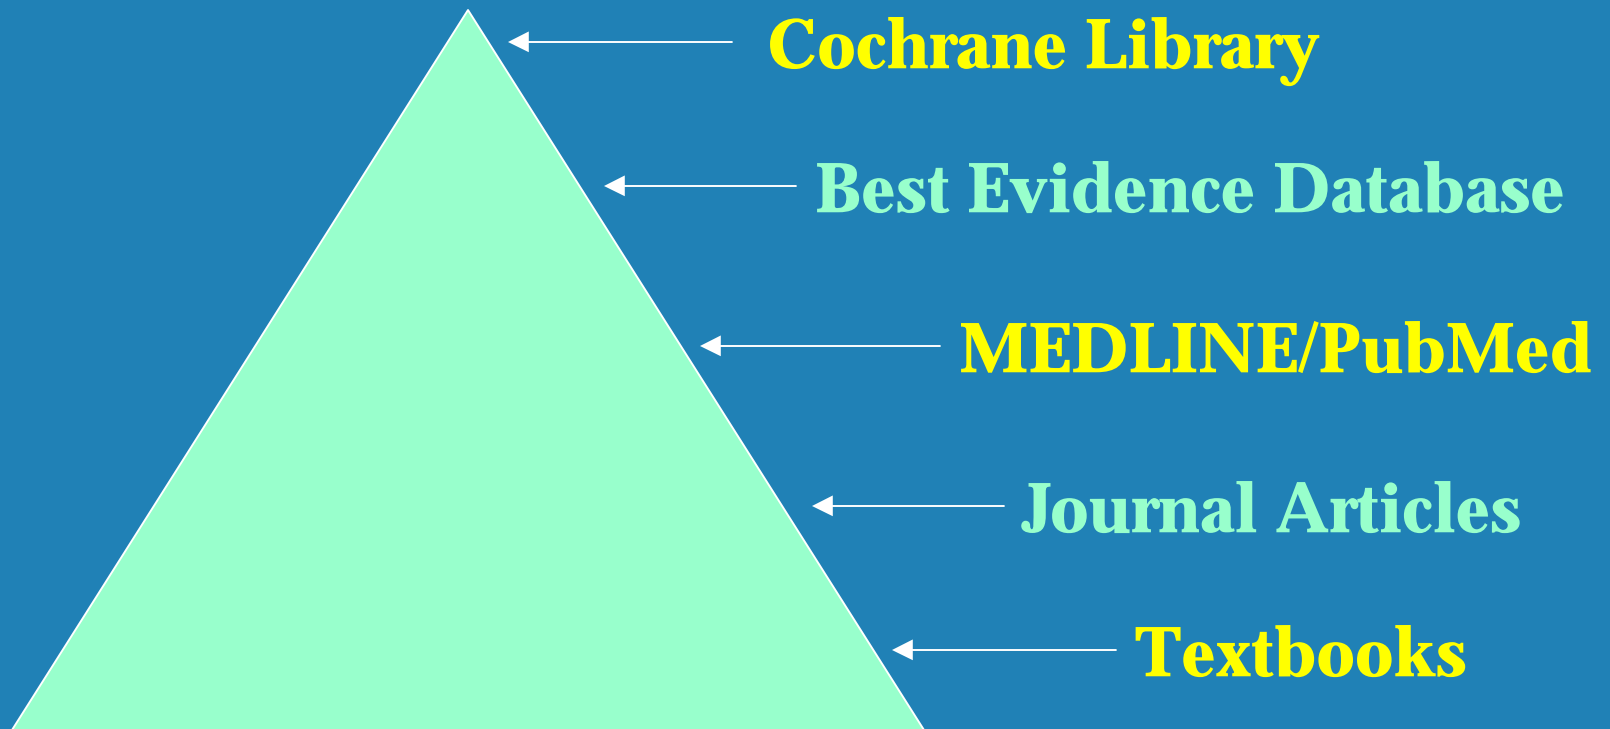 Cochrane Library
Best Evidence Database
MEDLINE/PubMed
Journal Articles
Textbooks